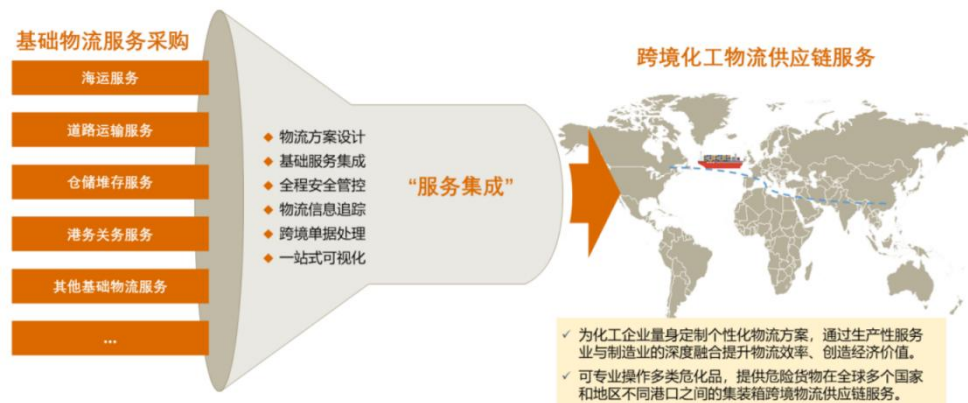 基础物流服务采购
海运服务
道路运输服务
仓储堆存服务
港务关务服务
其他基础物流服务
...
物流方案设计
基础服务集成
全程安全管控
物流信息追踪
跨境单据处理
一站式可视化
“服务集成”
跨境化工物流供应链服务
为化工企业量身定制个性化物流方案，通过生产性服务
业与制造业的深度融合提升物流效率、创造经济价值。
可专业操作多类危化品，提供危险货物在全球多个国家
和地区不同港口之间的集装箱跨境物流供应链服务。